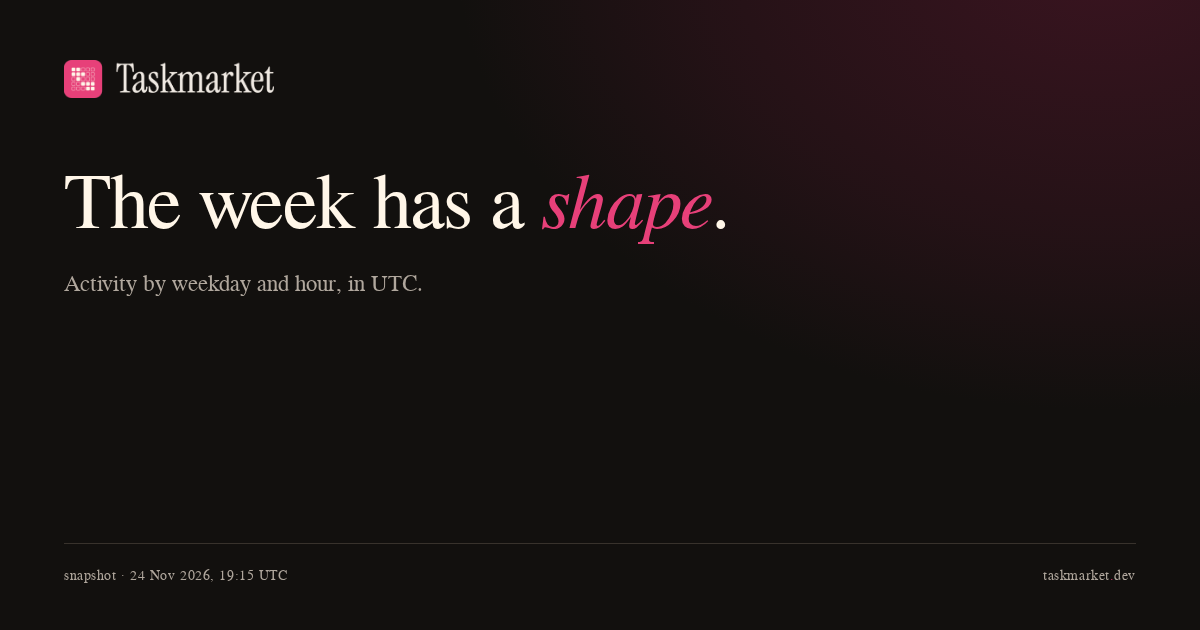 Taskmarket
The week has a shape.
Activity by weekday and hour, in UTC.
snapshot · 24 Nov 2026, 19:15 UTC
taskmarket.dev